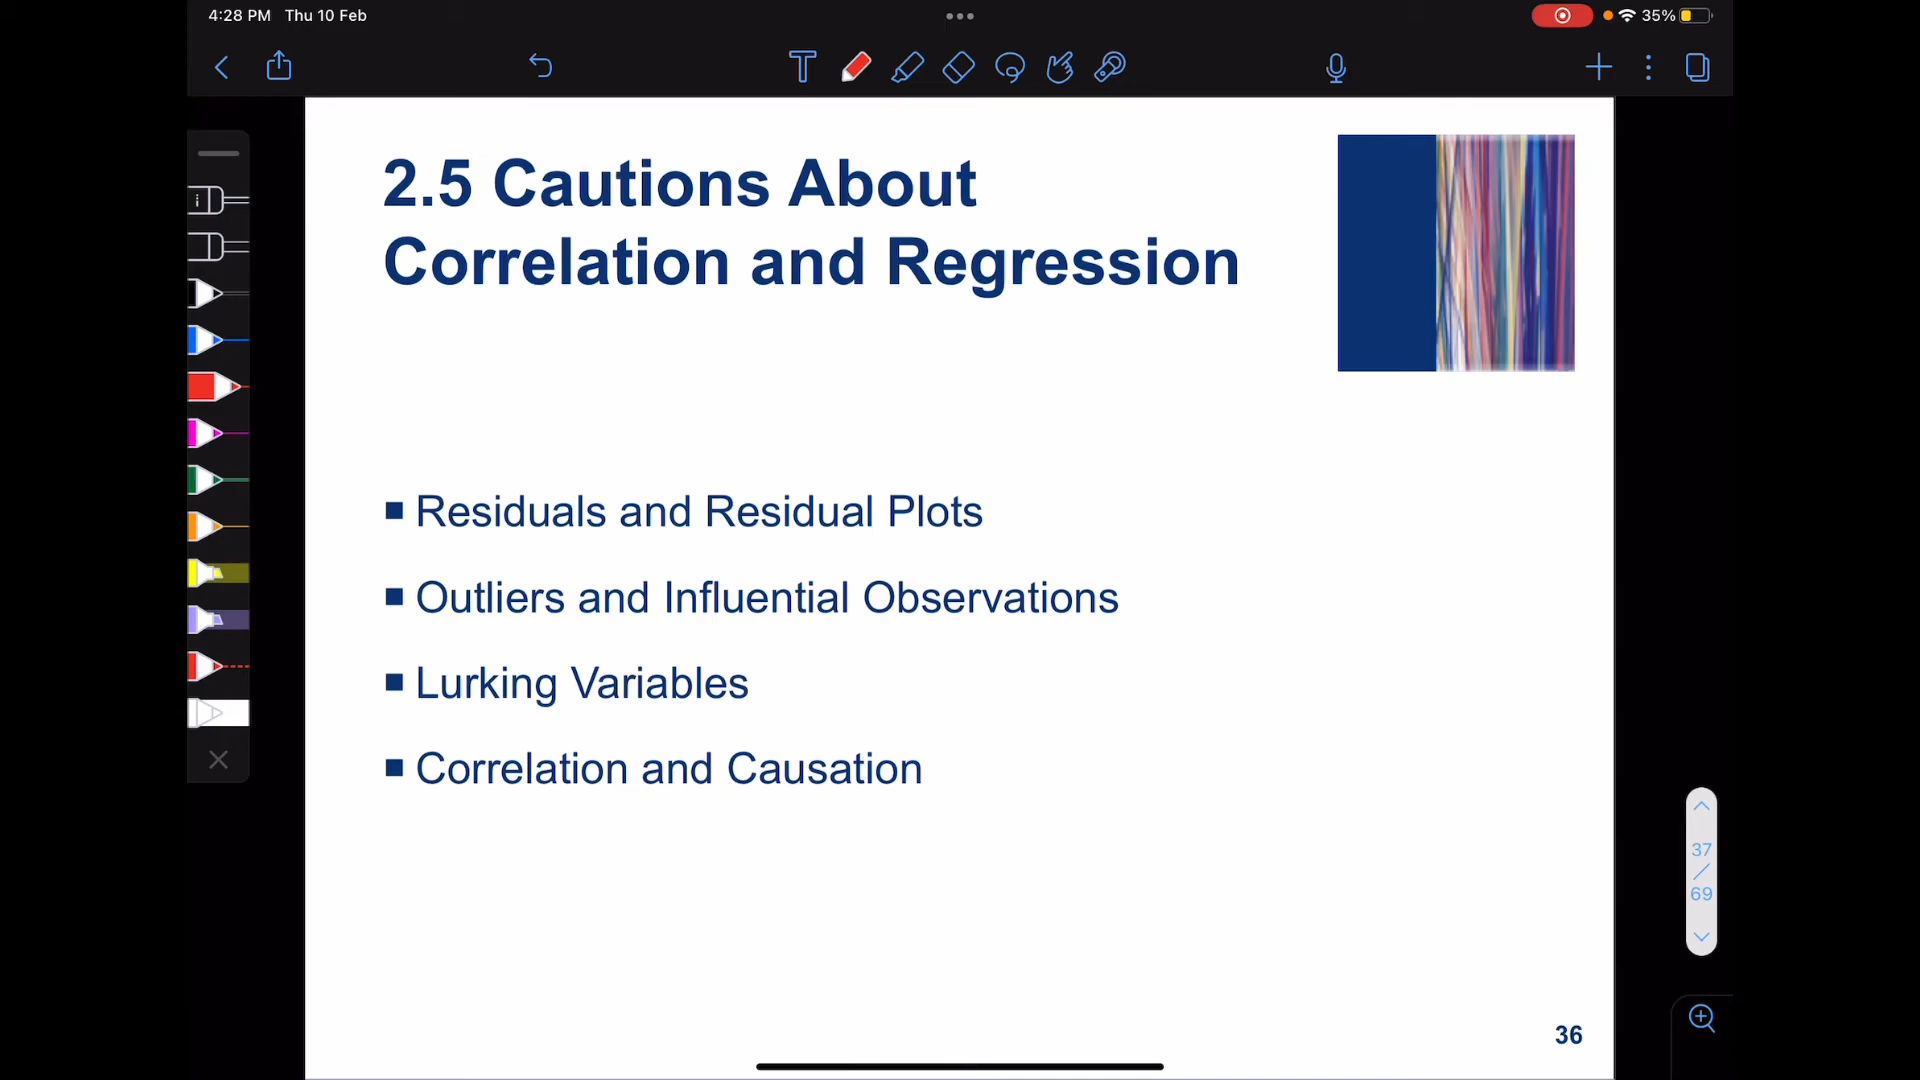 4:28 PM Thu 10 Feb
35%
2.5 Cautions About
Correlation and Regression
Residuals and Residual Plots
Outliers and Influential Observations
Lurking Variables
Correlation and Causation
37
/
69
36